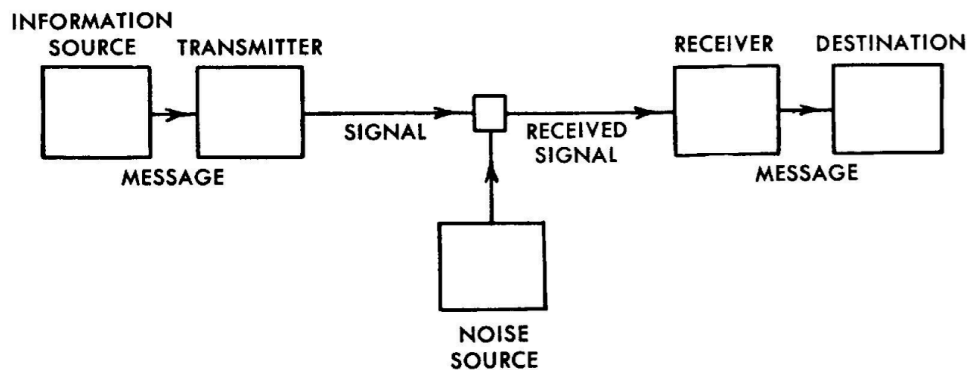 INFORMATION
SOURCE
TRANSMITTER
RECEIVER
DESTINATION
SIGNAL
RECEIVED
SIGNAL
MESSAGE
MESSAGE
NOISE
SOURCE